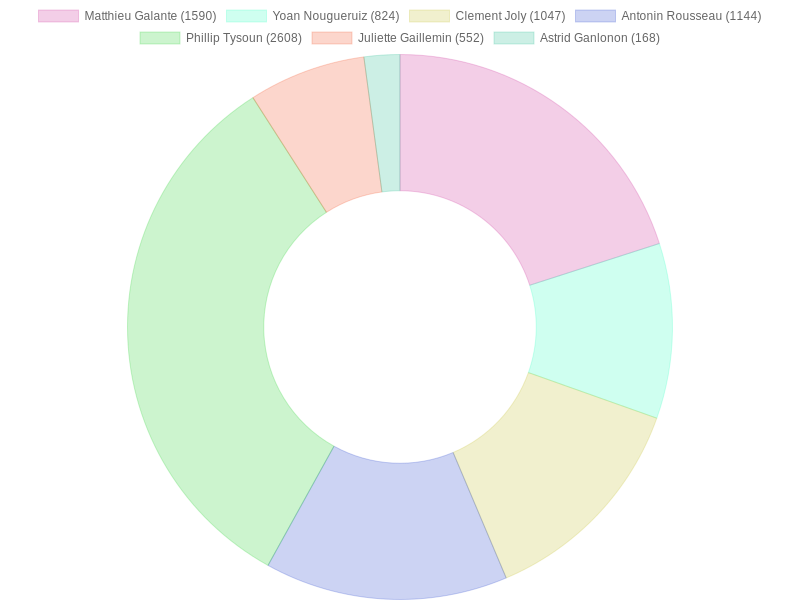 Matthieu Galante (1590) Yoan Nougueruiz (824) Clement Joly (1047) Antonin Rousseau (1144)
Phillip Tysoun (2608) Juliette Gaillemin (552) Astrid Ganlonon (168)